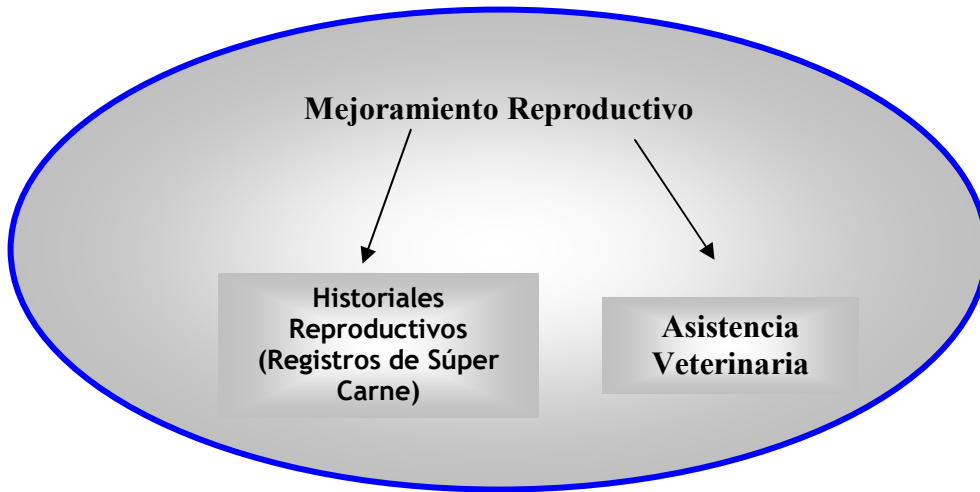 Mejoramiento Reproductivo
Historiales
Reproductivos
(Registros de Súper
Carne)
Asistencia
Veterinaria